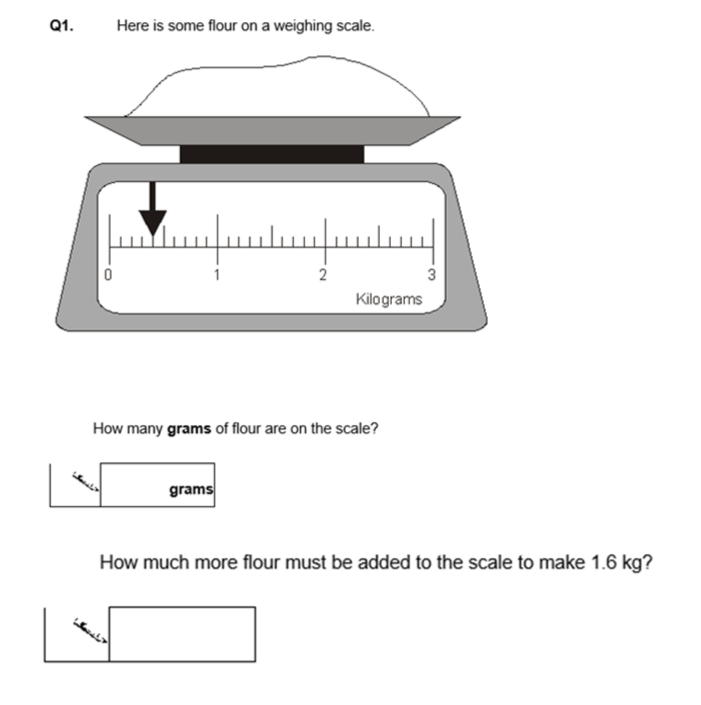 Q1. Here is some flour on a weighing scale.
0 1 2 3
Kilograms
How many grams of flour are on the scale?
grams
How much more flour must be added to the scale to make 1.6 kg?